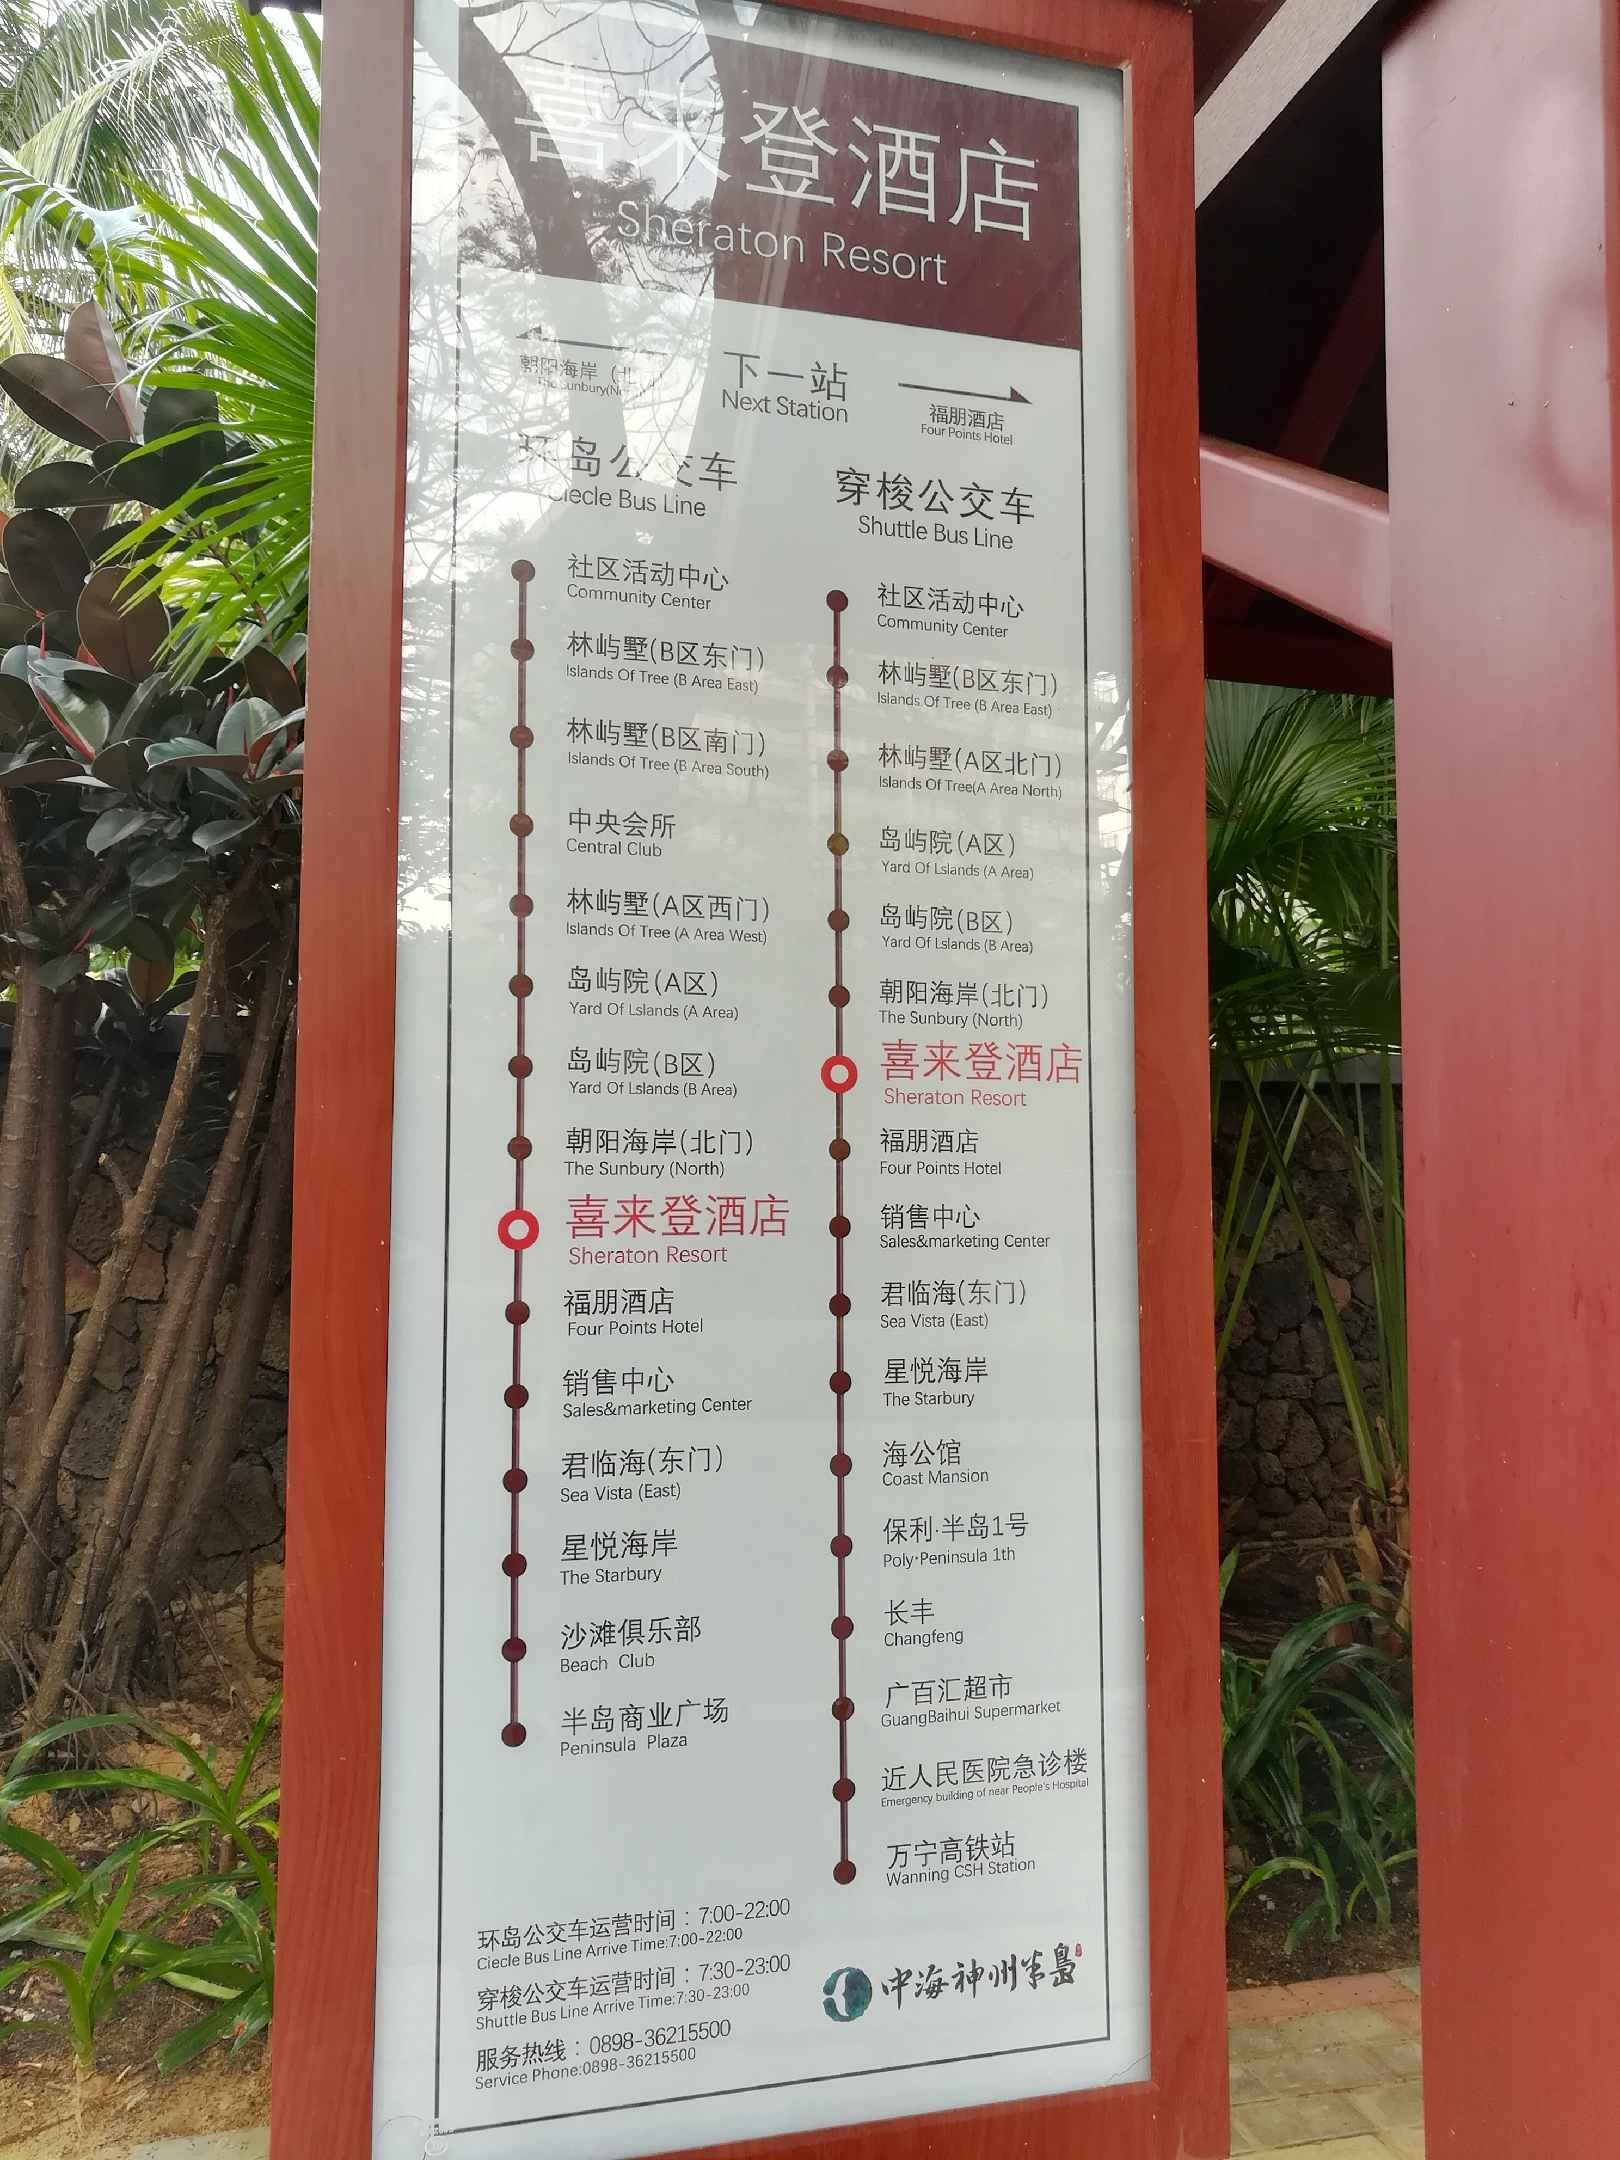 喜来登酒店
Sheraton Resort
朝阳海岸（北
The Sunbury(No
下一站
Next Station
福朋酒店
Four Points Hotel
环岛公交车
Ciecle Bus Line
社区活动中心
Community Center
林屿墅(B区东门)
Islands Of Tree (B Area East)
林屿墅(B区南门)
Islands Of Tree (B Area South)
中央会所
Central Club
林屿墅(A区西门)
Islands Of Tree (A Area West)
岛屿院(A区)
Yard Of Lslands (A Area)
岛屿院(B区)
Yard Of Lslands (B Area)
朝阳海岸(北门)
The Sunbury (North)
喜来登酒店
Sheraton Resort
福朋酒店
Four Points Hotel
销售中心
Sales&marketing Center
君临海(东门)
Sea Vista (East)
星悦海岸
The Starbury
沙滩俱乐部
Beach Club
半岛商业广场
Peninsula Plaza
穿梭公交车
Shuttle Bus Line
社区活动中心
Community Center
林屿墅(B区东门)
Islands Of Tree (B Area East)
林屿墅(A区北门)
Islands Of Tree(A Area North)
岛屿院(A区)
Yard Of Lslands (A Area)
岛屿院(B区)
Yard Of Lslands (B Area)
朝阳海岸(北门)
The Sunbury (North)
喜来登酒店
Sheraton Resort
福朋酒店
Four Points Hotel
销售中心
Sales&marketing Center
君临海(东门)
Sea Vista (East)
星悦海岸
The Starbury
海公馆
Coast Mansion
保利·半岛1号
Poly·Peninsula 1th
长丰
Changfeng
广百汇超市
GuangBaihui Supermarket
近人民医院急诊楼
Emergency building of near People's Hospital
万宁高铁站
Wanning CSH Station
环岛公交车运营时间：7:00-22:00
Ciecle Bus Line Arrive Time:7:00-22:00
穿梭公交车运营时间：7:30-23:00
Shuttle Bus Line Arrive Time:7:30-23:00
服务热线：0898-36215500
Service Phone:0898-36215500
中海神州半島